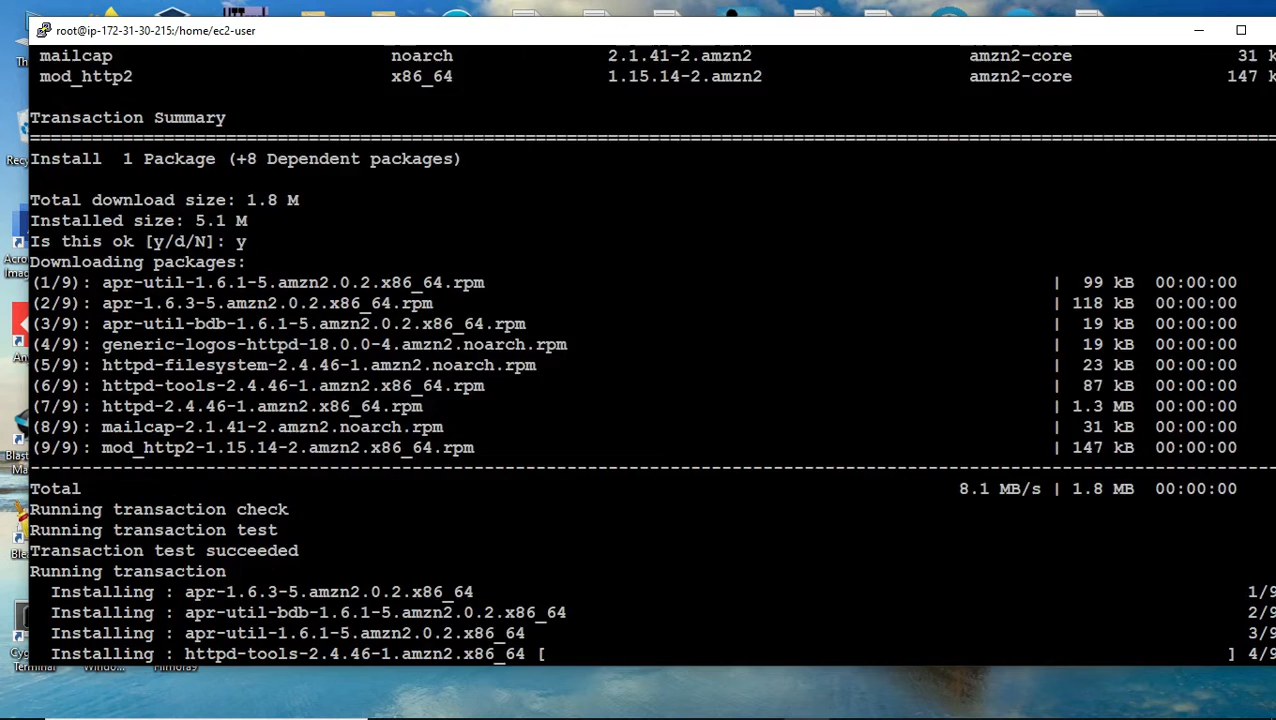 root@ip-172-31-30-215:/home/ec2-user
mailcap noarch 2.1.41-2.amzn2 amzn2-core 31 k
mod_http2 x86_64 1.15.14-2.amzn2 amzn2-core 147 k
Transaction Summary
================================================================================
Install 1 Package (+8 Dependent packages)
Total download size: 1.8 M
Installed size: 5.1 M
Is this ok [y/d/N]: y
Downloading packages:
(1/9): apr-util-1.6.1-5.amzn2.0.2.x86_64.rpm | 99 kB 00:00:00
(2/9): apr-1.6.3-5.amzn2.0.2.x86_64.rpm | 118 kB 00:00:00
(3/9): apr-util-bdb-1.6.1-5.amzn2.0.2.x86_64.rpm | 19 kB 00:00:00
(4/9): generic-logos-httpd-18.0.0-4.amzn2.noarch.rpm | 19 kB 00:00:00
(5/9): httpd-filesystem-2.4.46-1.amzn2.noarch.rpm | 23 kB 00:00:00
(6/9): httpd-tools-2.4.46-1.amzn2.x86_64.rpm | 87 kB 00:00:00
(7/9): httpd-2.4.46-1.amzn2.x86_64.rpm | 1.3 MB 00:00:00
(8/9): mailcap-2.1.41-2.amzn2.noarch.rpm | 31 kB 00:00:00
(9/9): mod_http2-1.15.14-2.amzn2.x86_64.rpm | 147 kB 00:00:00
--------------------------------------------------------------------------------
Total 8.1 MB/s | 1.8 MB 00:00:00
Running transaction check
Running transaction test
Transaction test succeeded
Running transaction
Installing : apr-1.6.3-5.amzn2.0.2.x86_64 1/9
Installing : apr-util-bdb-1.6.1-5.amzn2.0.2.x86_64 2/9
Installing : apr-util-1.6.1-5.amzn2.0.2.x86_64 3/9
Installing : httpd-tools-2.4.46-1.amzn2.x86_64 [ ] 4/9